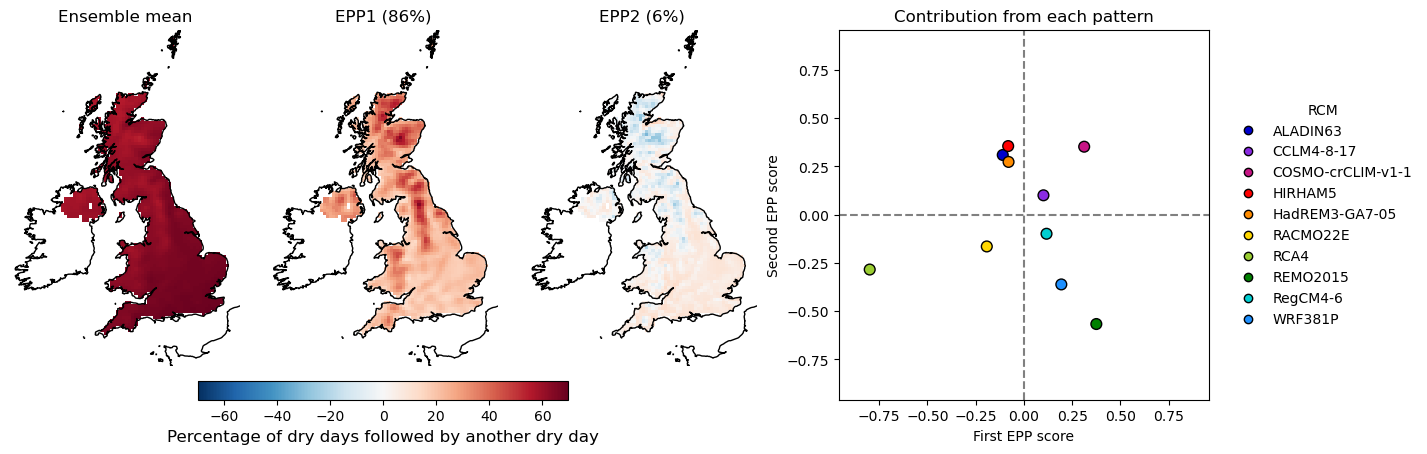 Ensemble mean
EPP1 (86%)
EPP2 (6%)
−60 −40 −20 0 20 40 60
Percentage of dry days followed by another dry day
Contribution from each pattern
Second EPP score
0.75
0.50
0.25
0.00
−0.25
−0.50
−0.75
−0.75 −0.50 −0.25 0.00 0.25 0.50 0.75
First EPP score
RCM
ALADIN63
CCLM4-8-17
COSMO-crCLIM-v1-1
HIRHAM5
HadREM3-GA7-05
RACMO22E
RCA4
REMO2015
RegCM4-6
WRF381P